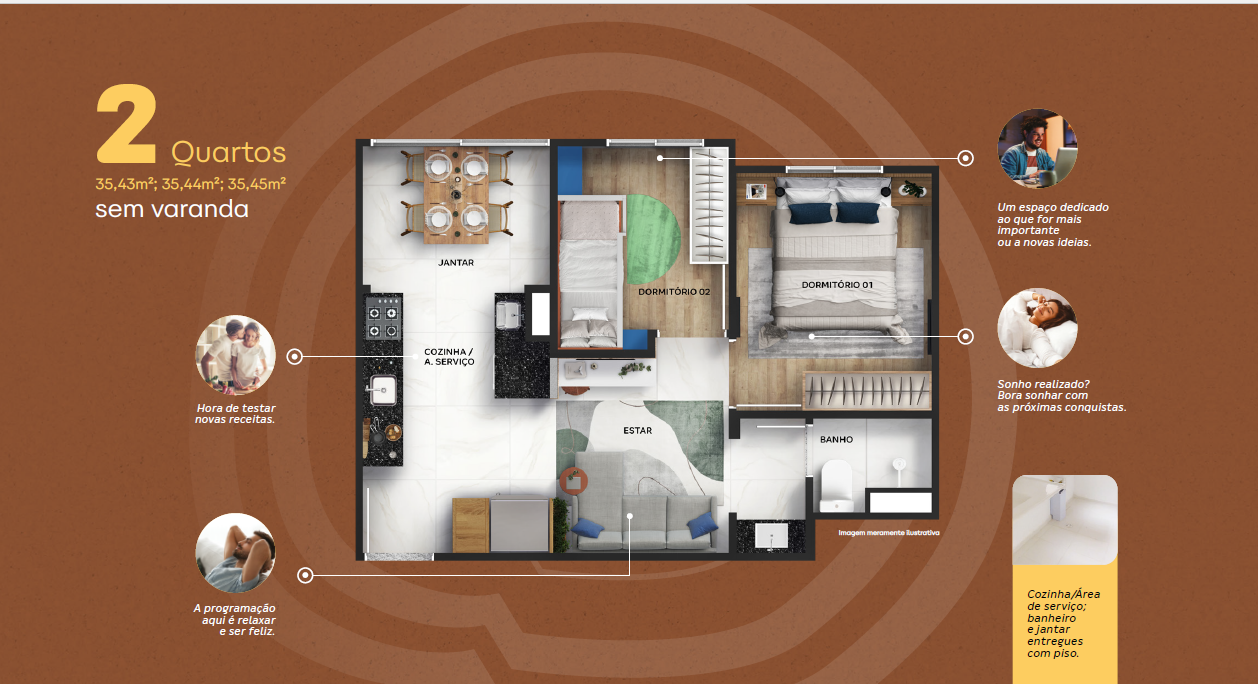 2 Quartos
35,43m²; 35,44m²; 35,45m²
sem varanda
JANTAR
DORMITÓRIO 02
DORMITÓRIO 01
COZINHA /
A. SERVIÇO
ESTAR
BANHO
Imagem meramente ilustrativa
Um espaço dedicado
ao que for mais
importante
ou a novas ideias.
Sonho realizado?
Bora sonhar com
as próximas conquistas.
Hora de testar
novas receitas.
A programação
aqui é relaxar
e ser feliz.
Cozinha/Área
de serviço;
banheiro
e jantar
entregues
com piso.